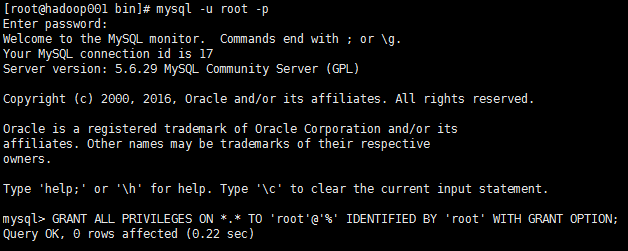 [root@hadoop001 bin]# mysql -u root -p
Enter password:
Welcome to the MySQL monitor.  Commands end with ; or \g.
Your MySQL connection id is 17
Server version: 5.6.29 MySQL Community Server (GPL)
Copyright (c) 2000, 2016, Oracle and/or its affiliates. All rights reserved.
Oracle is a registered trademark of Oracle Corporation and/or its
affiliates. Other names may be trademarks of their respective
owners.
Type 'help;' or '\h' for help. Type '\c' to clear the current input statement.
mysql> GRANT ALL PRIVILEGES ON *.* TO 'root'@'%' IDENTIFIED BY 'root' WITH GRANT OPTION;
Query OK, 0 rows affected (0.22 sec)